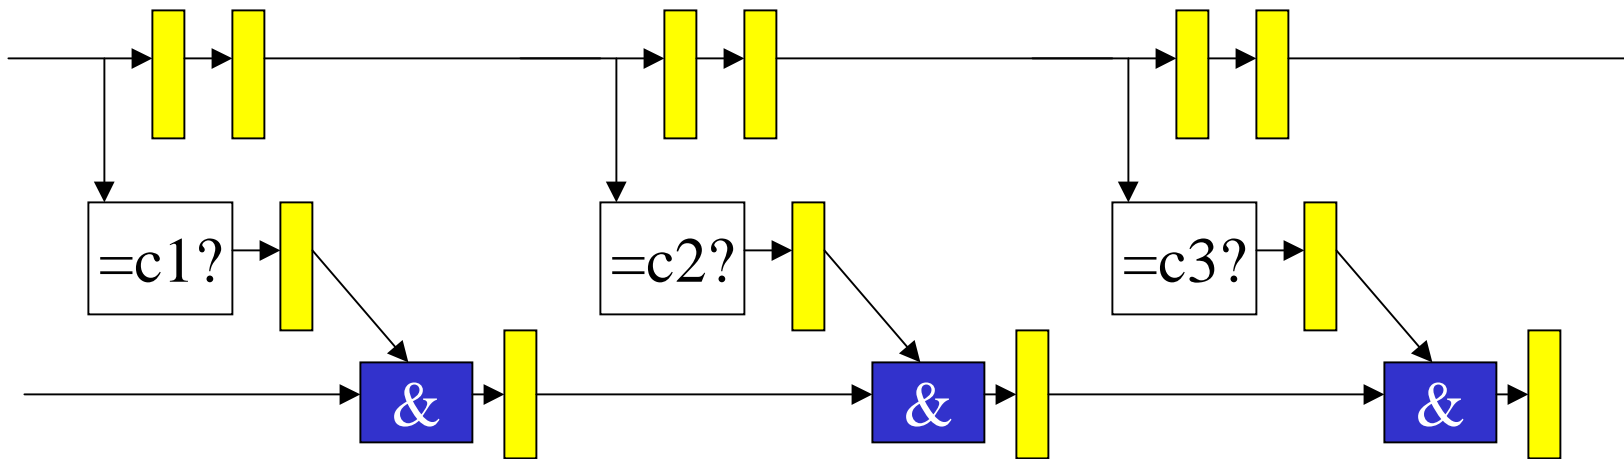 =c1? =c2? =c3?
& & &